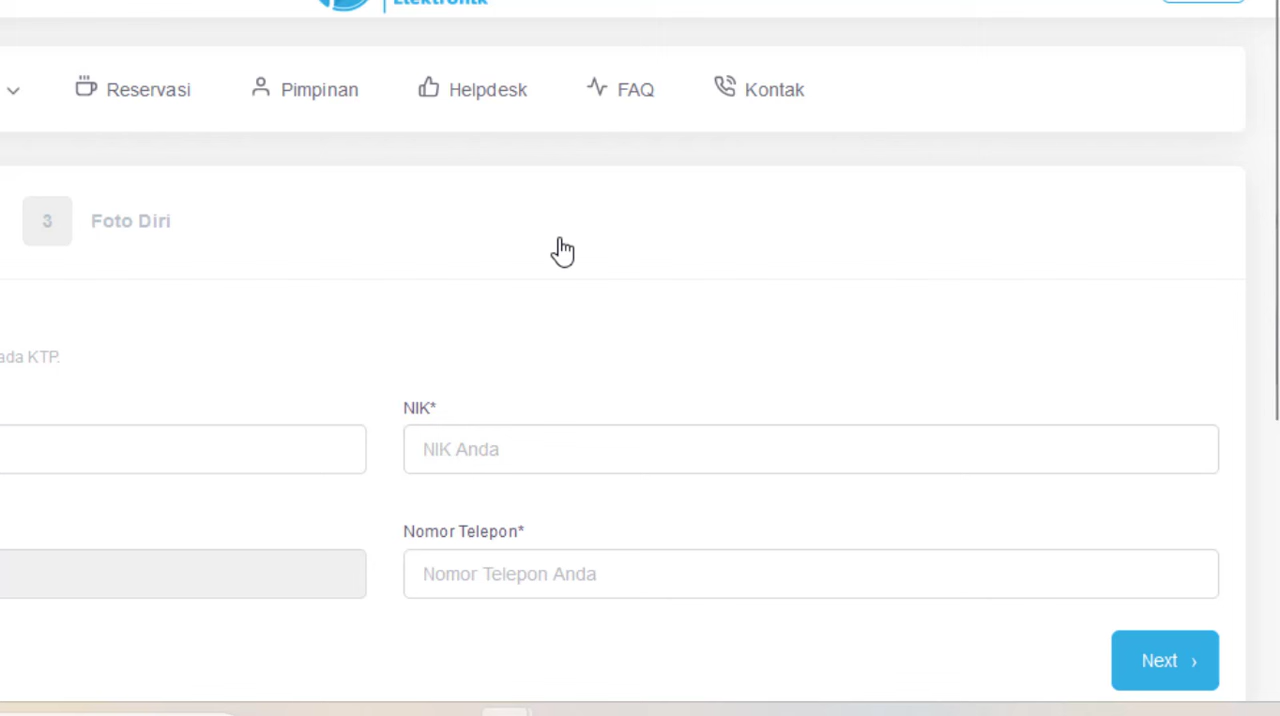 Elektronik
Reservasi
Pimpinan
Helpdesk
FAQ
Kontak
3
Foto Diri
ada KTP.
NIK*
NIK Anda
Nomor Telepon*
Nomor Telepon Anda
Next ›